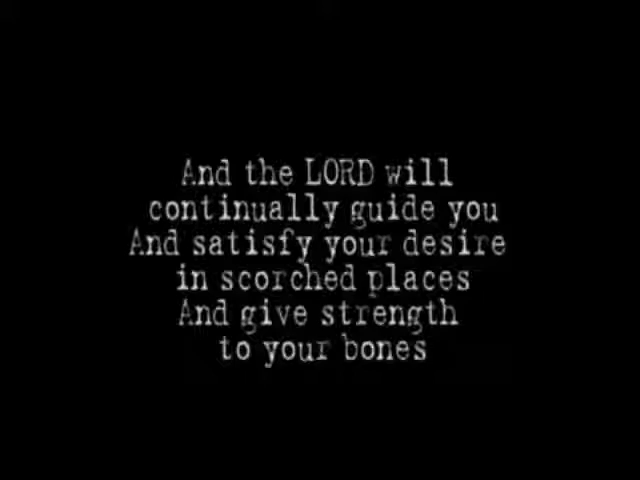 And the LORD will
continually guide you
And satisfy your desire
in scorched places
And give strength
to your bones